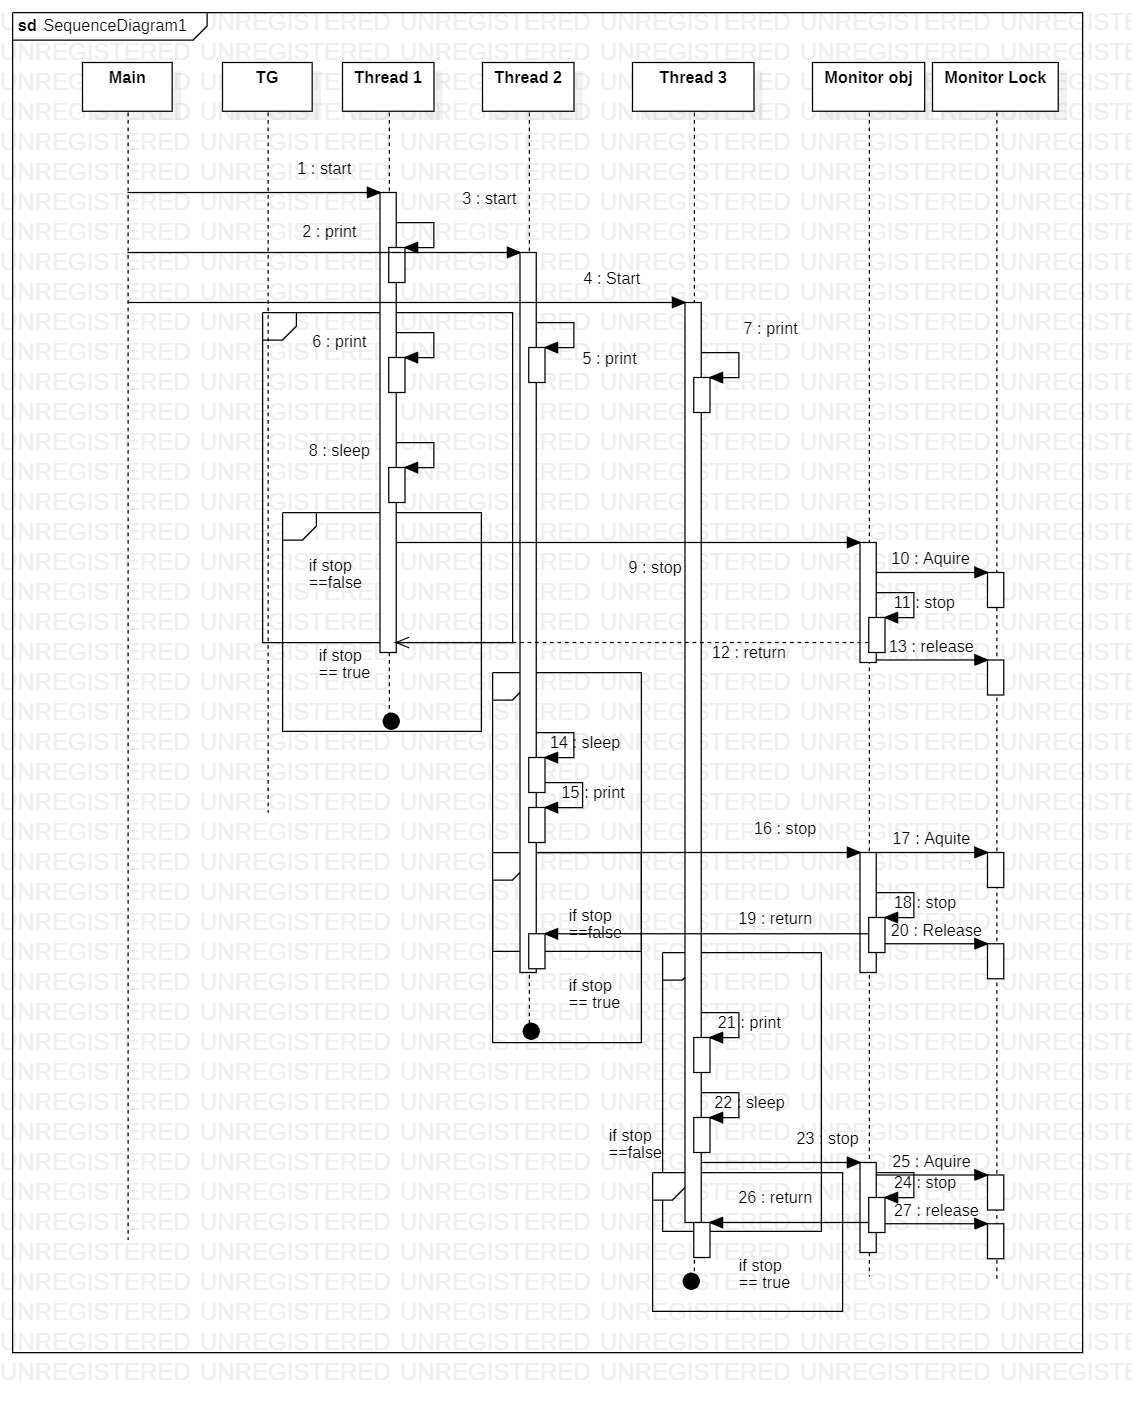 sd SequenceDiagram1
Main
TG
Thread 1
Thread 2
Thread 3
Monitor obj
Monitor Lock
1 : start
3 : start
2 : print
4 : Start
7 : print
6 : print
5 : print
8 : sleep
9 : stop
10 : Aquire
if stop
==false
11 : stop
12 : return
13 : release
if stop
== true
14 : sleep
15 : print
16 : stop
17 : Aquite
18 : stop
19 : return
if stop
==false
20 : Release
if stop
== true
21 : print
22 : sleep
if stop
==false
23 : stop
25 : Aquire
24 : stop
26 : return
27 : release
if stop
== true
UNREGISTERED